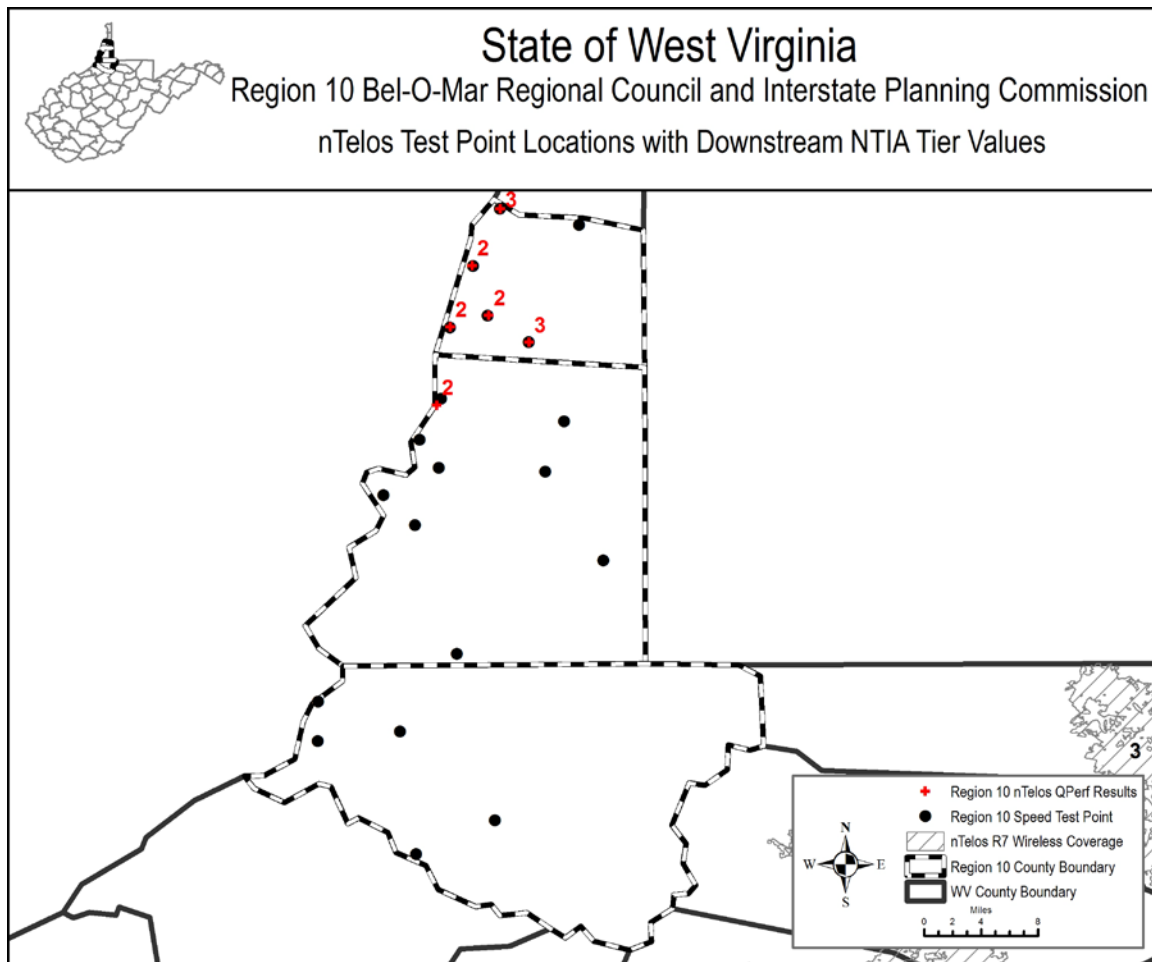 State of West Virginia
Region 10 Bel-O-Mar Regional Council and Interstate Planning Commission
nTelos Test Point Locations with Downstream NTIA Tier Values
3
2
2
2
3
2
3
Region 10 nTelos QPerf Results
Region 10 Speed Test Point
nTelos R7 Wireless Coverage
Region 10 County Boundary
WV County Boundary
N
W E
S
Miles
0 2 4 8